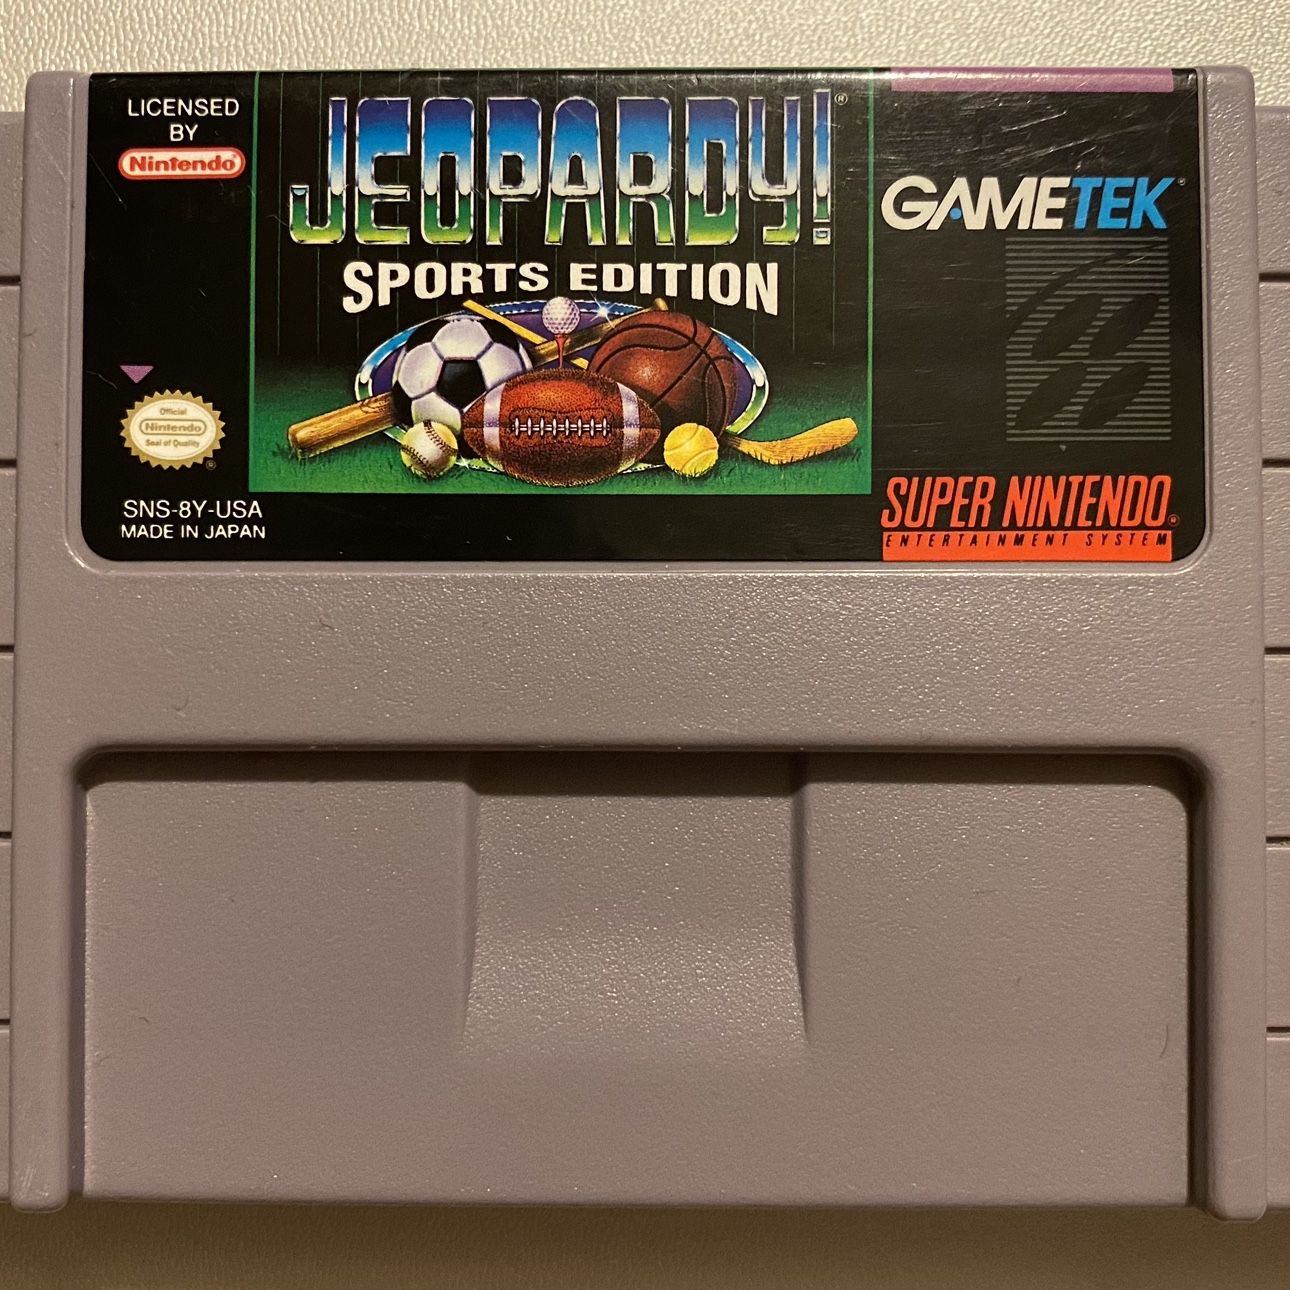 LICENSED
BY
Nintendo®
JEOPARDY!®
SPORTS EDITION
GAMETEK®
Official
Nintendo
Seal of Quality
®
SNS-8Y-USA
MADE IN JAPAN
SUPER NINTENDO®
ENTERTAINMENT SYSTEM